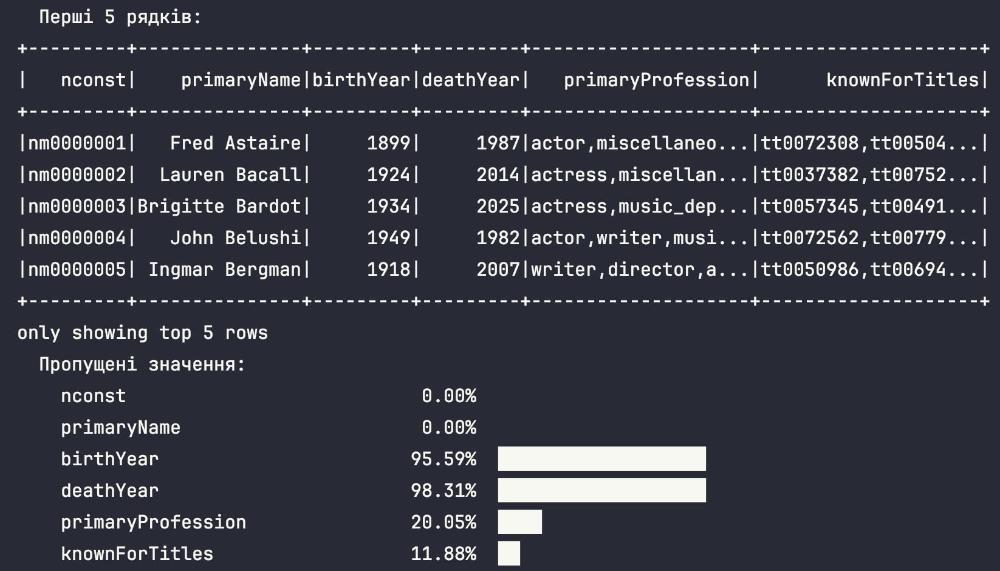 Перші 5 рядків:
+---------+---------------+---------+---------+--------------------+--------------------+
|   nconst|    primaryName|birthYear|deathYear|   primaryProfession|      knownForTitles|
+---------+---------------+---------+---------+--------------------+--------------------+
|nm0000001|   Fred Astaire|     1899|     1987|actor,miscellaneo...|tt0072308,tt00504...|
|nm0000002|  Lauren Bacall|     1924|     2014|actress,miscellan...|tt0037382,tt00752...|
|nm0000003|Brigitte Bardot|     1934|     2025|actress,music_dep...|tt0057345,tt00491...|
|nm0000004|   John Belushi|     1949|     1982|actor,writer,musi...|tt0072562,tt00779...|
|nm0000005| Ingmar Bergman|     1918|     2007|writer,director,a...|tt0050986,tt00694...|
+---------+---------------+---------+---------+--------------------+--------------------+
only showing top 5 rows
Пропущені значення:
nconst 0.00%
primaryName 0.00%
birthYear 95.59%
deathYear 98.31%
primaryProfession 20.05%
knownForTitles 11.88%